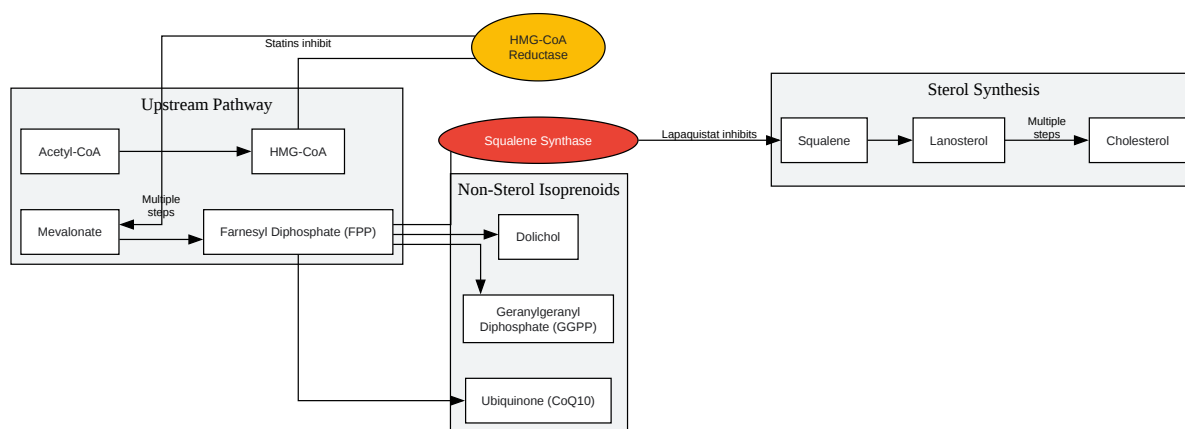 HMG-CoA
Reductase
Statins inhibit
Upstream Pathway
Acetyl-CoA
HMG-CoA
Multiple
steps
Mevalonate
Farnesyl Diphosphate (FPP)
Squalene Synthase
Lapaquistat inhibits
Non-Sterol Isoprenoids
Dolichol
Geranylgeranyl
Diphosphate (GGPP)
Ubiquinone (CoQ10)
Sterol Synthesis
Squalene
Lanosterol
Multiple
steps
Cholesterol